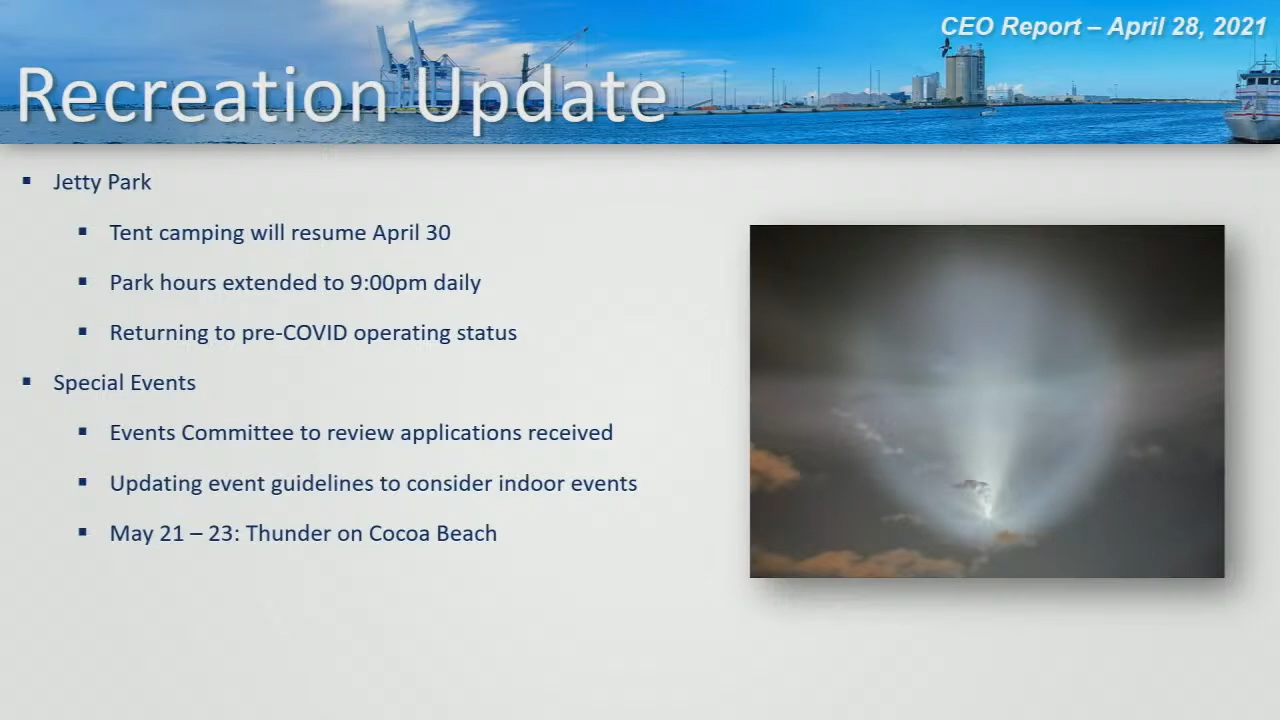 CEO Report – April 28, 2021
Recreation Update
▪ Jetty Park
▪ Tent camping will resume April 30
▪ Park hours extended to 9:00pm daily
▪ Returning to pre-COVID operating status
▪ Special Events
▪ Events Committee to review applications received
▪ Updating event guidelines to consider indoor events
▪ May 21 – 23: Thunder on Cocoa Beach